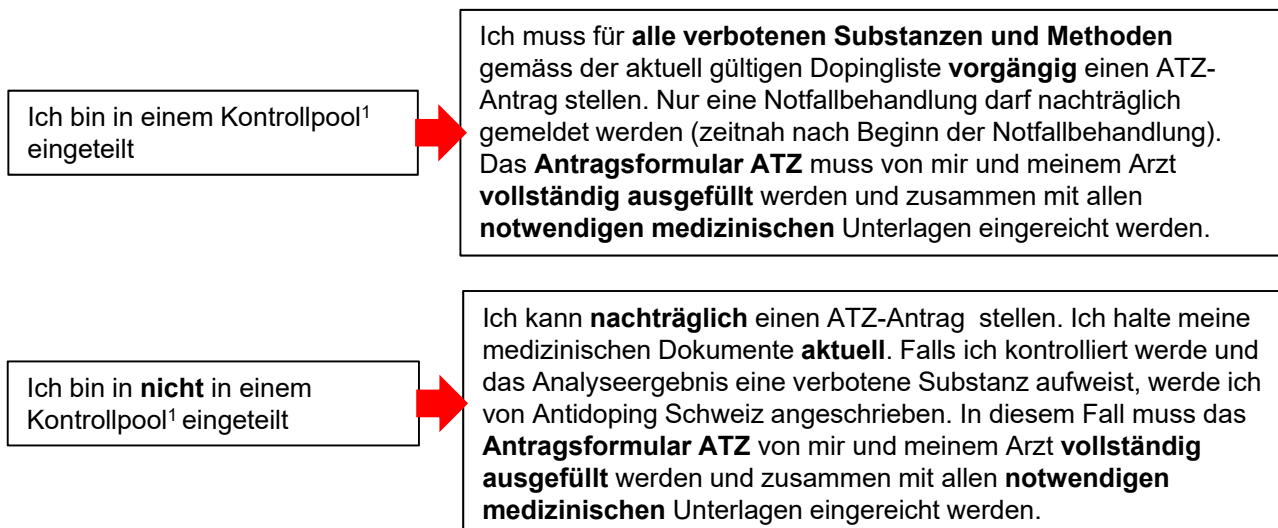 Ich bin in einem Kontrollpool¹
eingeteilt
Ich muss für alle verbotenen Substanzen und Methoden
gemäss der aktuell gültigen Dopingliste vorgängig einen ATZ-
Antrag stellen. Nur eine Notfallbehandlung darf nachträglich
gemeldet werden (zeitnah nach Beginn der Notfallbehandlung).
Das Antragsformular ATZ muss von mir und meinem Arzt
vollständig ausgefüllt werden und zusammen mit allen
notwendigen medizinischen Unterlagen eingereicht werden.
Ich bin in nicht in einem
Kontrollpool¹ eingeteilt
Ich kann nachträglich einen ATZ-Antrag stellen. Ich halte meine
medizinischen Dokumente aktuell. Falls ich kontrolliert werde und
das Analyseergebnis eine verbotene Substanz aufweist, werde ich
von Antidoping Schweiz angeschrieben. In diesem Fall muss das
Antragsformular ATZ von mir und meinem Arzt vollständig
ausgefüllt werden und zusammen mit allen notwendigen
medizinischen Unterlagen eingereicht werden.